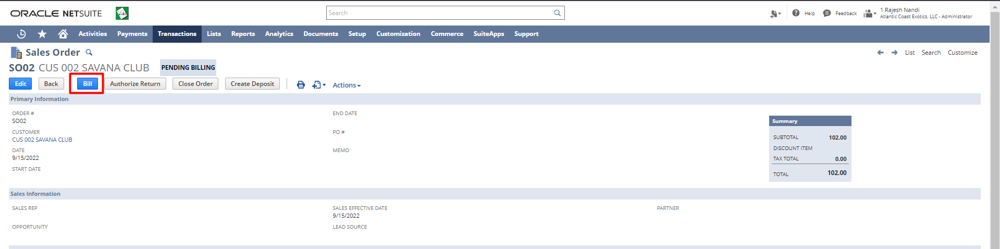 ORACLE NETSUITE
Search
Help
Feedback
1 Rajesh Nandi
Atlantic Coast Exotics, LLC - Administrator
Activities Payments Transactions Lists Reports Analytics Documents Setup Customization Commerce SuiteApps Support
Sales Order
List Search Customize
SO02 CUS 002 SAVANA CLUB PENDING BILLING
Edit Back Bill Authorize Return Close Order Create Deposit Actions
Primary Information
ORDER #
SO02
CUSTOMER
CUS 002 SAVANA CLUB
DATE
9/15/2022
START DATE
END DATE
PO #
MEMO
Summary
SUBTOTAL 102.00
DISCOUNT ITEM
TAX TOTAL 0.00
TOTAL 102.00
Sales Information
SALES REP
OPPORTUNITY
SALES EFFECTIVE DATE
9/15/2022
LEAD SOURCE
PARTNER